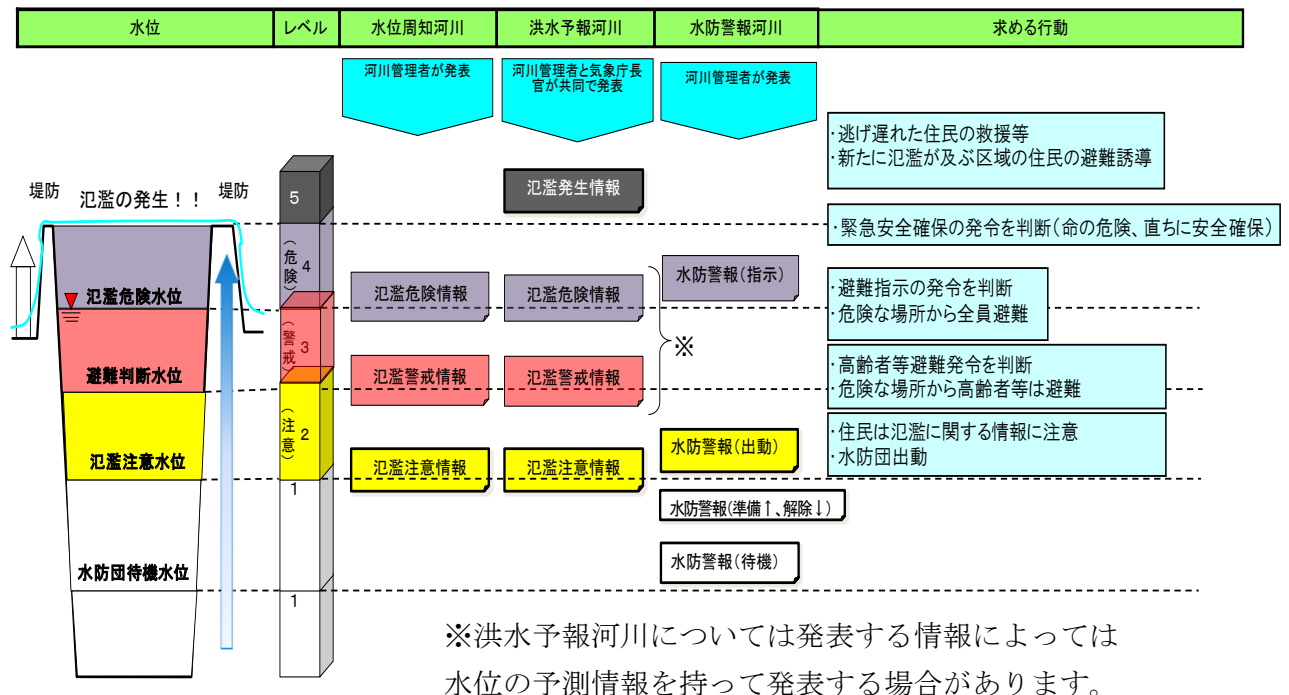 水位
レベル
水位周知河川
洪水予報河川
水防警報河川
求める行動
河川管理者が発表
河川管理者と気象庁長
官が共同で発表
河川管理者が発表
・逃げ遅れた住民の救援等
・新たに氾濫が及ぶ区域の住民の避難誘導
堤防
氾濫の発生！！
堤防
5
氾濫発生情報
・緊急安全確保の発令を判断（命の危険、直ちに安全確保）
（危険）
4
氾濫危険水位
氾濫危険情報
氾濫危険情報
水防警報（指示）
・避難指示の発令を判断
・危険な場所から全員避難
（警戒）
3
※
避難判断水位
氾濫警戒情報
氾濫警戒情報
・高齢者等避難発令を判断
・危険な場所から高齢者等は避難
（注意）
2
氾濫注意水位
氾濫注意情報
氾濫注意情報
水防警報（出動）
・住民は氾濫に関する情報に注意
・水防団出動
1
水防警報（準備↑、解除↓）
水防団待機水位
水防警報（待機）
1
※洪水予報河川については発表する情報によっては
水位の予測情報を持って発表する場合があります。